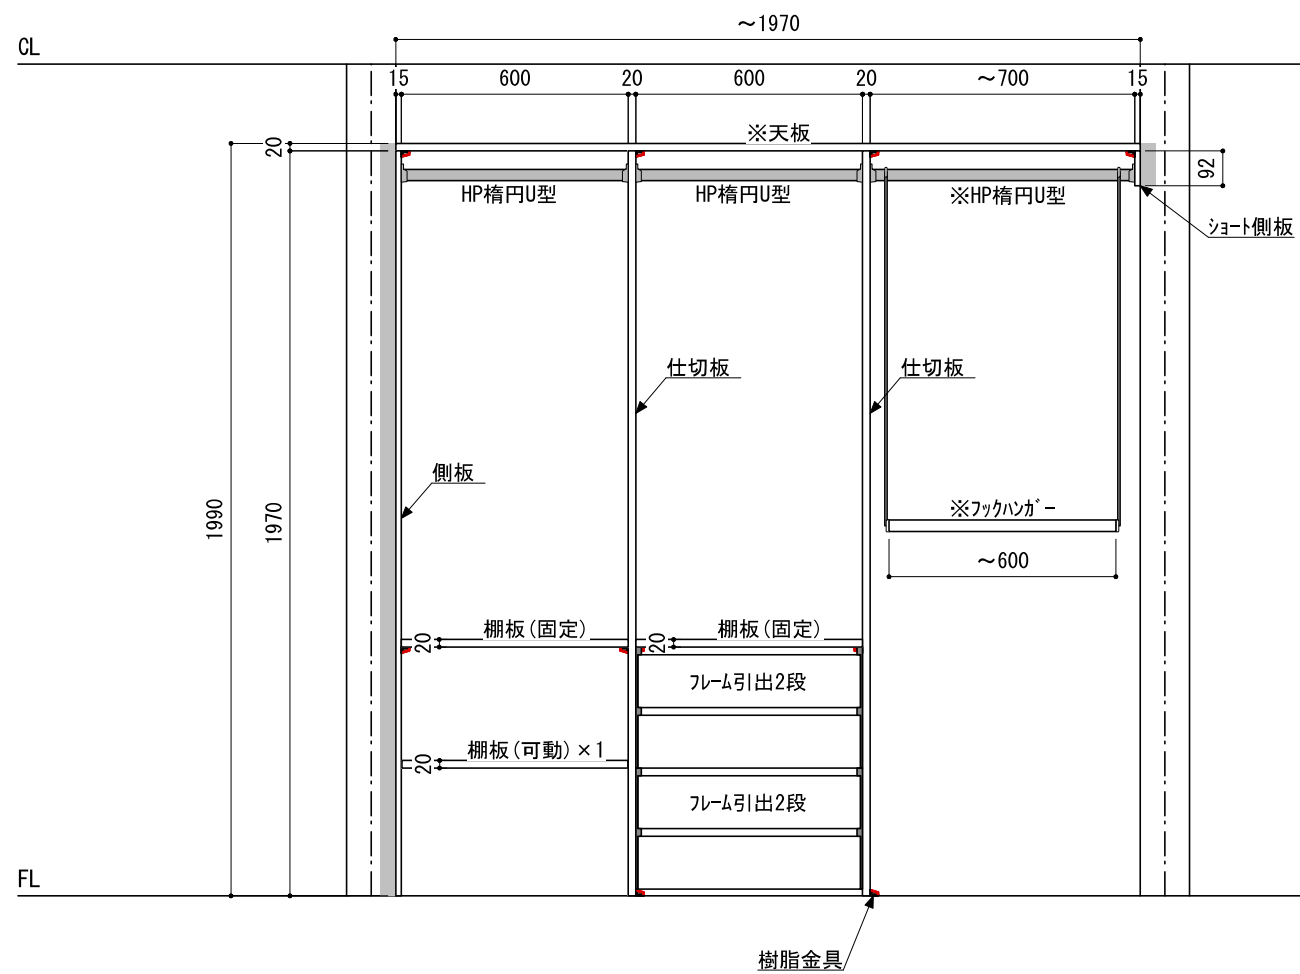 ～1970
CL
15
600
20
600
20
～700
15
※天板
20
92
HP楕円U型
HP楕円U型
※HP楕円U型
ショート側板
仕切板
仕切板
側板
1990
1970
※フックハンガー
～600
棚板(固定)
棚板(固定)
20
20
フレーム引出2段
棚板(可動)×1
20
フレーム引出2段
FL
樹脂金具